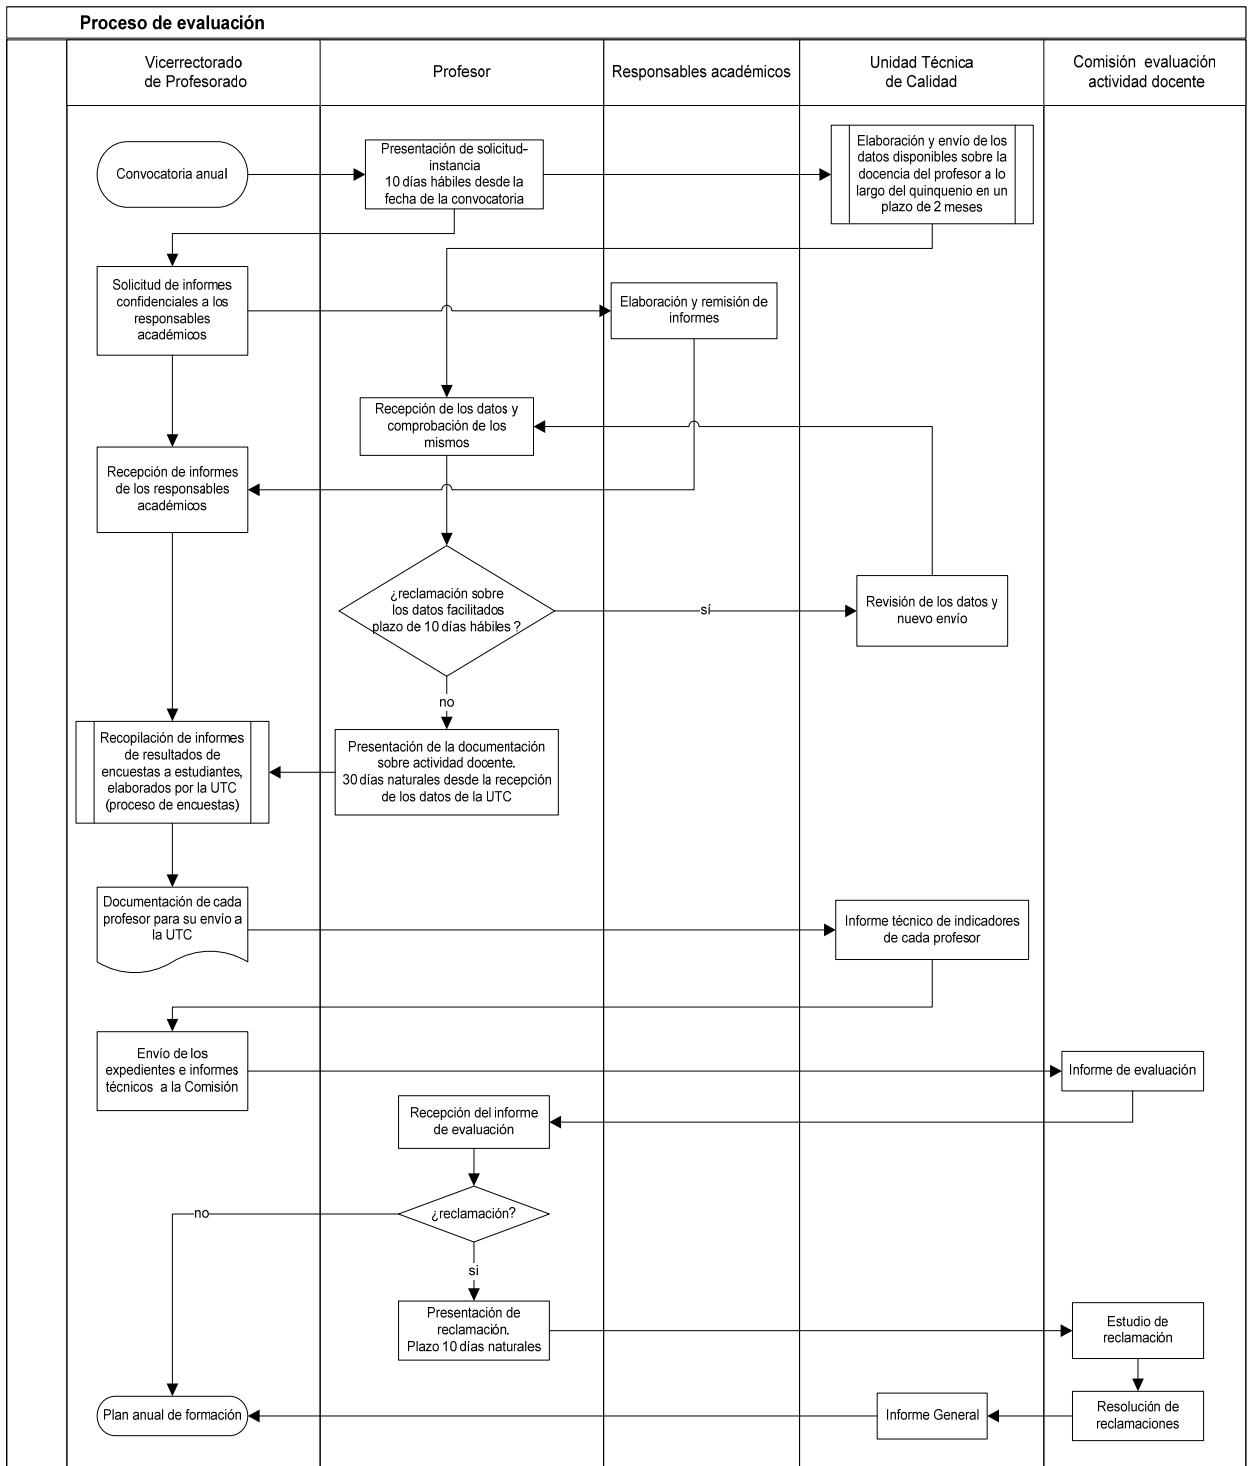 Proceso de evaluación
Vicerrectorado
de Profesorado
Profesor
Responsables académicos
Unidad Técnica
de Calidad
Comisión evaluación
actividad docente
Convocatoria anual
Presentación de solicitud-
instancia
10 días hábiles desde la
fecha de la convocatoria
Elaboración y envío de los
datos disponibles sobre la
docencia del profesor a lo
largo del quinquenio en un
plazo de 2 meses
Solicitud de informes
confidenciales a los
responsables
académicos
Elaboración y remisión de
informes
Recepción de los datos y
comprobación de los
mismos
Recepción de informes
de los responsables
académicos
¿reclamación sobre
los datos facilitados
plazo de 10 días hábiles ?
sí
Revisión de los datos y
nuevo envío
no
Recopilación de informes
de resultados de
encuestas a estudiantes,
elaborados por la UTC
(proceso de encuestas)
Presentación de la documentación
sobre actividad docente.
30 días naturales desde la recepción
de los datos de la UTC
Documentación de cada
profesor para su envío a
la UTC
Informe técnico de indicadores
de cada profesor
Envío de los
expedientes e informes
técnicos a la Comisión
Informe de evaluación
Recepción del informe
de evaluación
¿reclamación?
no
si
Presentación de
reclamación.
Plazo 10 días naturales
Estudio de
reclamación
Plan anual de formación
Informe General
Resolución de
reclamaciones